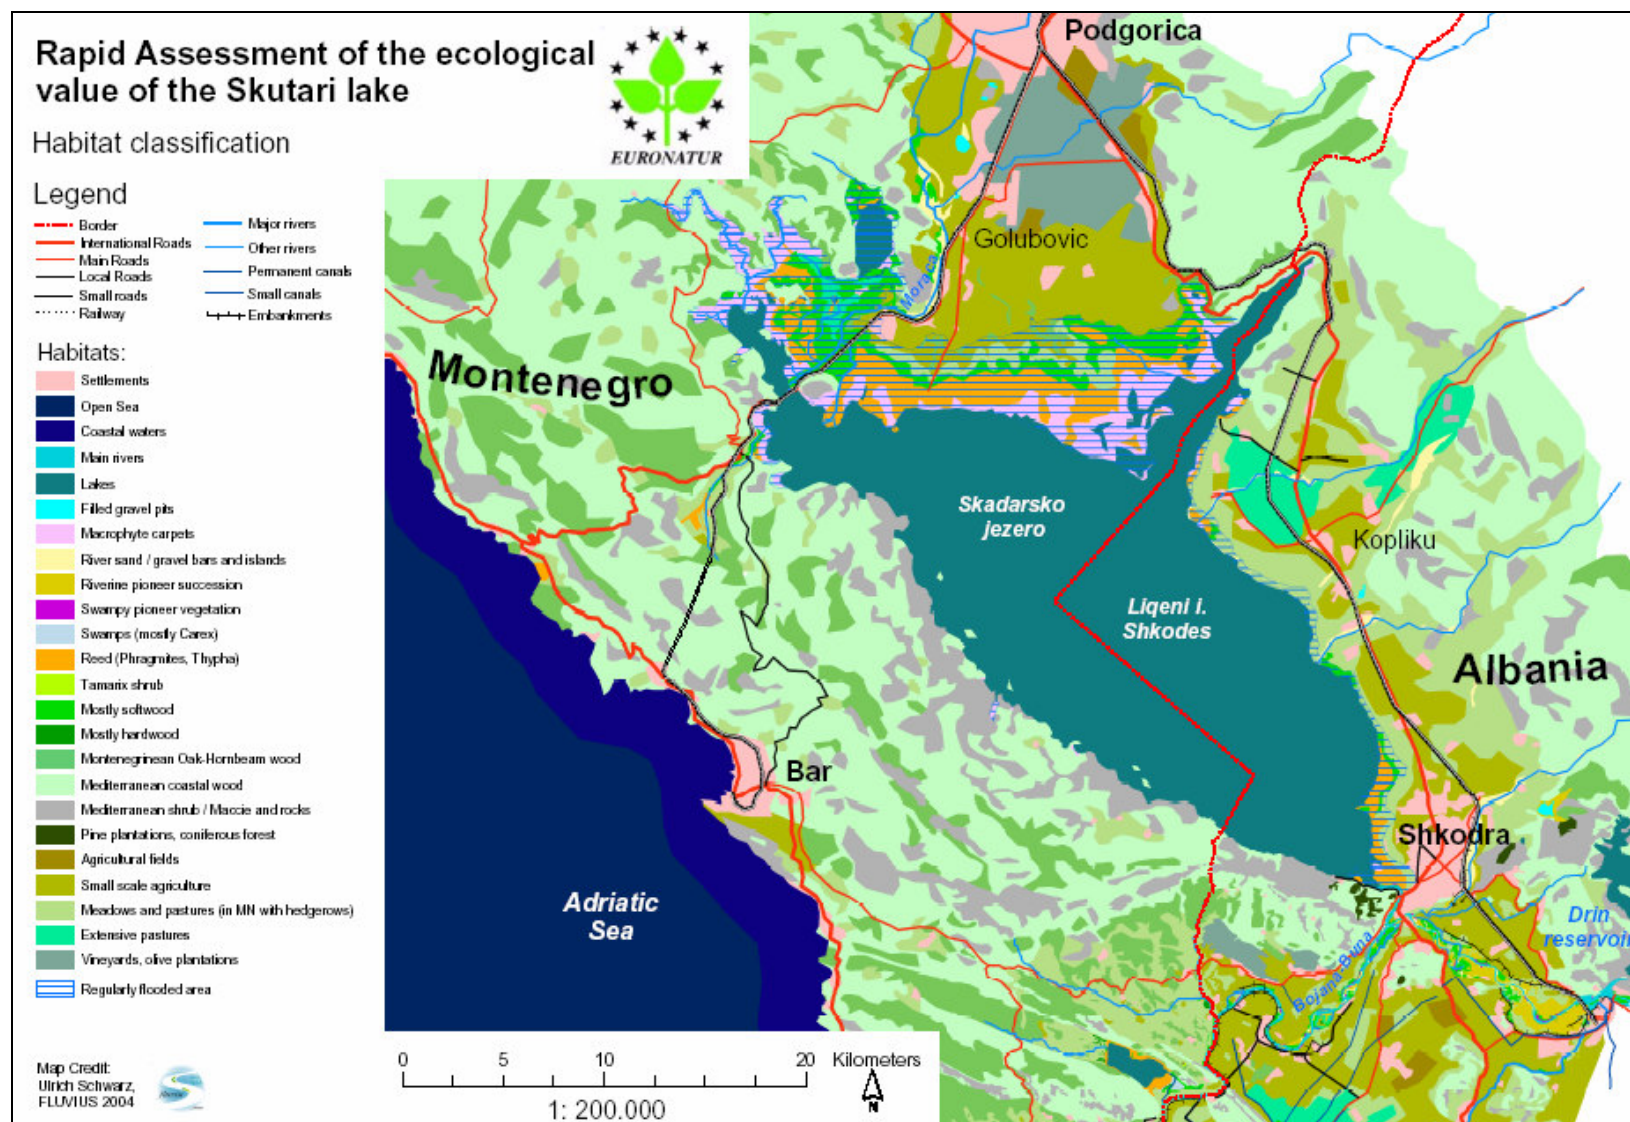 Rapid Assessment of the ecological
value of the Skutari lake
EURONATUR
Habitat classification
Legend
Border
International Roads
Main Roads
Local Roads
Small roads
Railway
Major rivers
Other rivers
Permanent canals
Small canals
Embankments
Habitats:
Settlements
Open Sea
Coastal waters
Main rivers
Lakes
Filled gravel pits
Macrophyte carpets
River sand / gravel bars and islands
Riverine pioneer succession
Swampy pioneer vegetation
Swamps (mostly Carex)
Reed (Phragmites, Thypha)
Tamarix shrub
Mostly softwood
Mostly hardwood
Montenegrinean Oak-Hornbeam wood
Mediterranean coastal wood
Mediterranean shrub / Maccie and rocks
Pine plantations, coniferous forest
Agricultural fields
Small scale agriculture
Meadows and pastures (in MN with hedgerows)
Extensive pastures
Vineyards, olive plantations
Regularly flooded area
Map Credit:
Ulrich Schwarz,
FLUVIUS 2004
0 5 10 20 Kilometers
1: 200.000
N
Podgorica
Golubovic
Moraca
Montenegro
Skadarsko
jezero
Liqeni i.
Shkodes
Kopliku
Albania
Bar
Shkodra
Adriatic
Sea
Drin
reservoir
Bojana-Buna